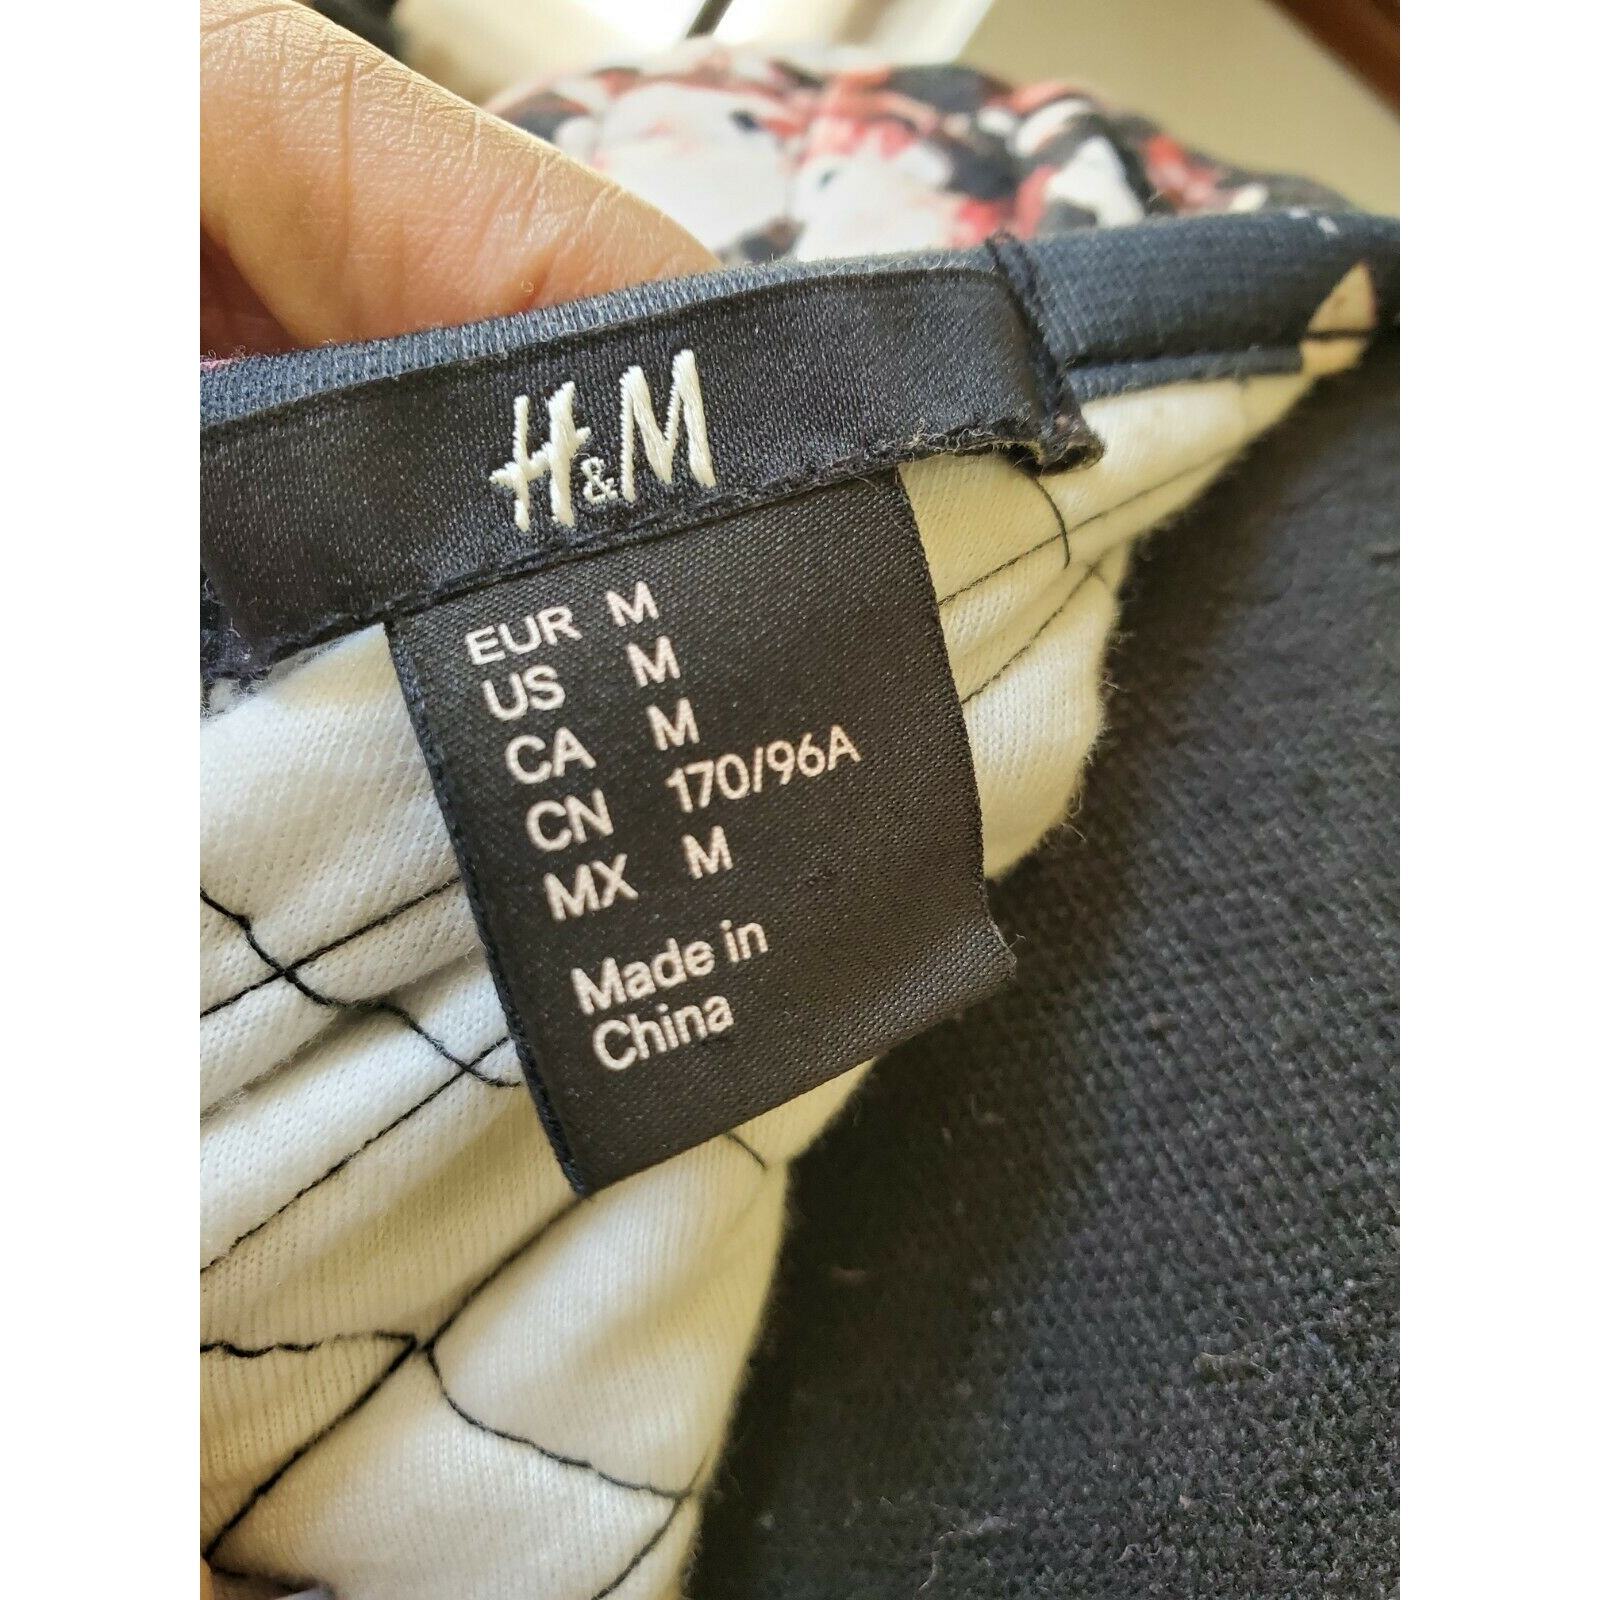 H&M
EUR M
US M
CA M
CN 170/96A
MX M
Made in
China